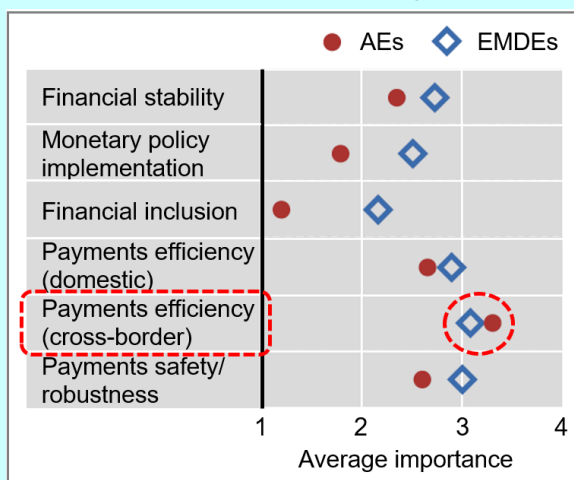 AEs EMDEs
Financial stability
Monetary policy
implementation
Financial inclusion
Payments efficiency
(domestic)
Payments efficiency
(cross-border)
Payments safety/
robustness
1 2 3 4
Average importance